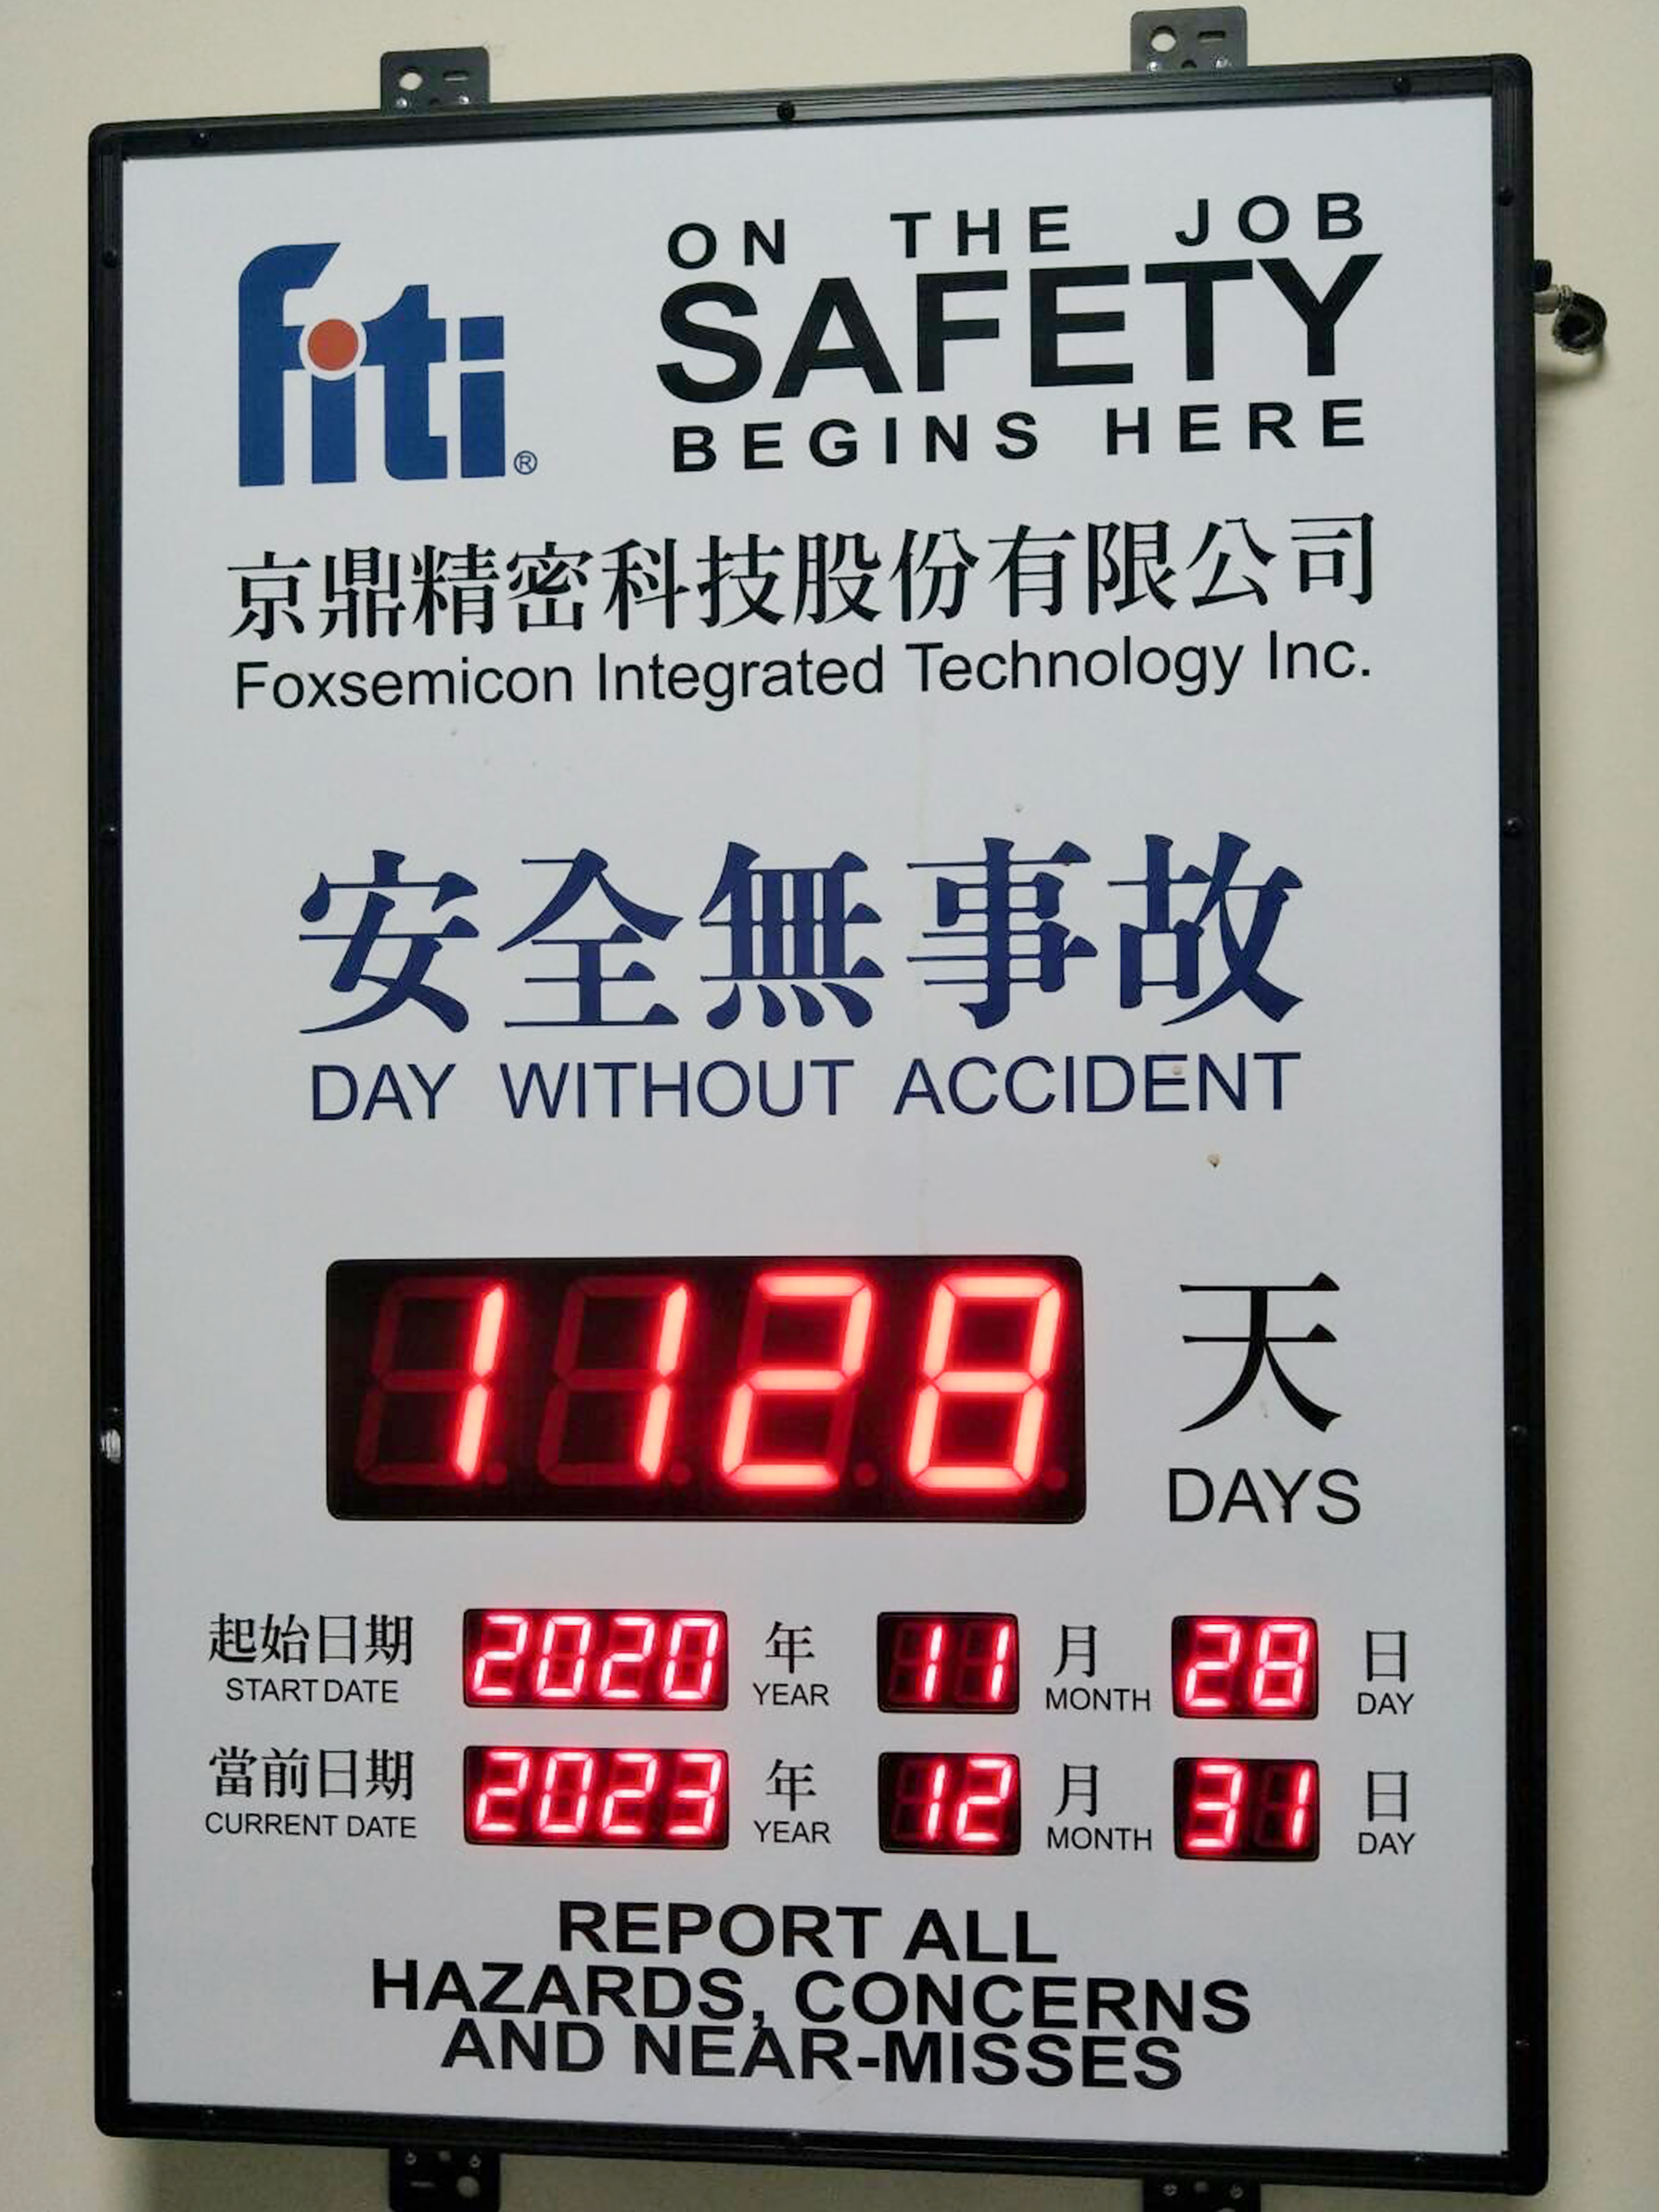 fiti®
ON THE JOB
SAFETY
BEGINS HERE
京鼎精密科技股份有限公司
Foxsemicon Integrated Technology Inc.
安全無事故
DAY WITHOUT ACCIDENT
1128 天
DAYS
起始日期 2020 年 11 月 28 日
START DATE YEAR MONTH DAY
當前日期 2023 年 12 月 31 日
CURRENT DATE YEAR MONTH DAY
REPORT ALL
HAZARDS, CONCERNS
AND NEAR-MISSES